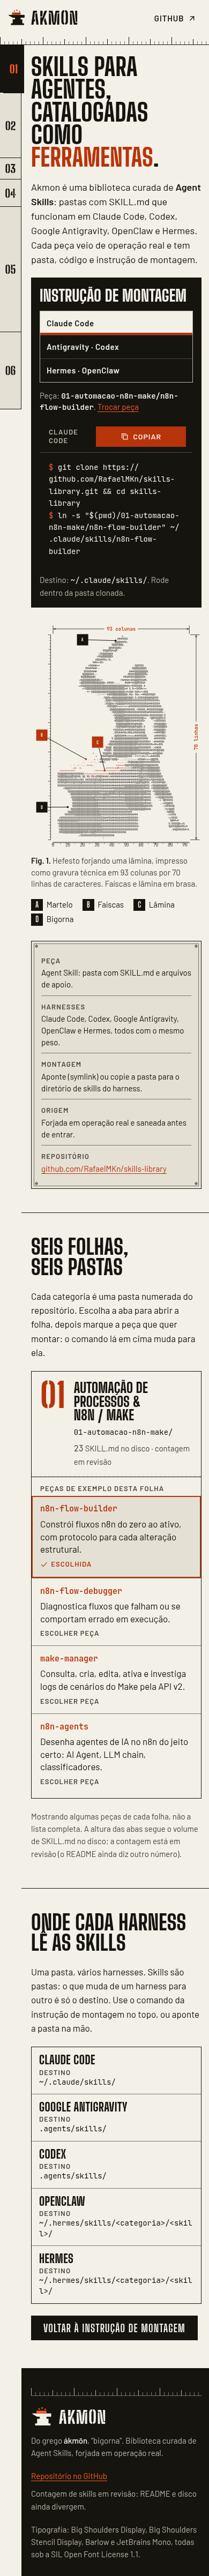 AKMON
GITHUB ↗
01
02
03
04
05
06
SKILLS PARA
AGENTES,
CATALOGADAS
COMO
FERRAMENTAS.
Akmon é uma biblioteca curada de Agent
Skills: pastas com SKILL.md que
funcionam em Claude Code, Codex,
Google Antigravity, OpenClaw e Hermes.
Cada peça veio de operação real e tem
pasta, código e instrução de montagem.
INSTRUÇÃO DE MONTAGEM
Claude Code
Antigravity · Codex
Hermes · OpenClaw
Peça: 01-automacao-n8n-make/n8n-
flow-builder. Trocar peça
CLAUDE
CODE
COPIAR
$ git clone https://
github.com/RafaelMKn/skills-
library.git && cd skills-
library
$ ln -s "$(pwd)/01-automacao-
n8n-make/n8n-flow-builder" ~/
.claude/skills/n8n-flow-
builder
Destino: ~/.claude/skills/. Rode
dentro da pasta clonada.
93 colunas
A
B
C
D
70 linhas
0 10 20 30 40 50 60 70 80 90
Fig. 1. Hefesto forjando uma lâmina, impresso
como gravura técnica em 93 colunas por 70
linhas de caracteres. Faíscas e lâmina em brasa.
A Martelo B Faíscas C Lâmina
D Bigorna
PEÇA
Agent Skill: pasta com SKILL.md e arquivos
de apoio.
HARNESSES
Claude Code, Codex, Google Antigravity,
OpenClaw e Hermes, todos com o mesmo
peso.
MONTAGEM
Aponte (symlink) ou copie a pasta para o
diretório de skills do harness.
ORIGEM
Forjada em operação real e saneada antes
de entrar.
REPOSITÓRIO
github.com/RafaelMKn/skills-library
SEIS FOLHAS,
SEIS PASTAS
Cada categoria é uma pasta numerada do
repositório. Escolha a aba para abrir a
folha, depois marque a peça que quer
montar: o comando lá em cima muda para
ela.
01
AUTOMAÇÃO DE
PROCESSOS &
N8N / MAKE
01-automacao-n8n-make/
23 SKILL.md no disco · contagem
em revisão
PEÇAS DE EXEMPLO DESTA FOLHA
n8n-flow-builder
Constrói fluxos n8n do zero ao ativo,
com protocolo para cada alteração
estrutural.
✓ ESCOLHIDA
n8n-flow-debugger
Diagnostica fluxos que falham ou se
comportam errado em execução.
ESCOLHER PEÇA
make-manager
Consulta, cria, edita, ativa e investiga
logs de cenários do Make pela API v2.
ESCOLHER PEÇA
n8n-agents
Desenha agentes de IA no n8n do jeito
certo: AI Agent, LLM chain,
classificadores.
ESCOLHER PEÇA
Mostrando algumas peças de cada folha, não a
lista completa. A altura das abas segue o volume
de SKILL.md no disco; a contagem está em
revisão (o README ainda diz outro número).
ONDE CADA HARNESS
LÊ AS SKILLS
Uma pasta, vários harnesses. Skills são
pastas: o que muda de um harness para
outro é só o destino. Use o comando da
instrução de montagem no topo, ou aponte
a pasta na mão.
CLAUDE CODE
DESTINO
~/.claude/skills/
GOOGLE ANTIGRAVITY
DESTINO
.agents/skills/
CODEX
DESTINO
.agents/skills/
OPENCLAW
DESTINO
~/.hermes/skills/<categoria>/<skil
l>/
HERMES
DESTINO
~/.hermes/skills/<categoria>/<skil
l>/
VOLTAR À INSTRUÇÃO DE MONTAGEM
AKMON
Do grego ákmōn, "bigorna". Biblioteca curada de
Agent Skills, forjada em operação real.
Repositório no GitHub
Contagem de skills em revisão: README e disco
ainda divergem.
Tipografia: Big Shoulders Display, Big Shoulders
Stencil Display, Barlow e JetBrains Mono, todas
sob a SIL Open Font License 1.1.